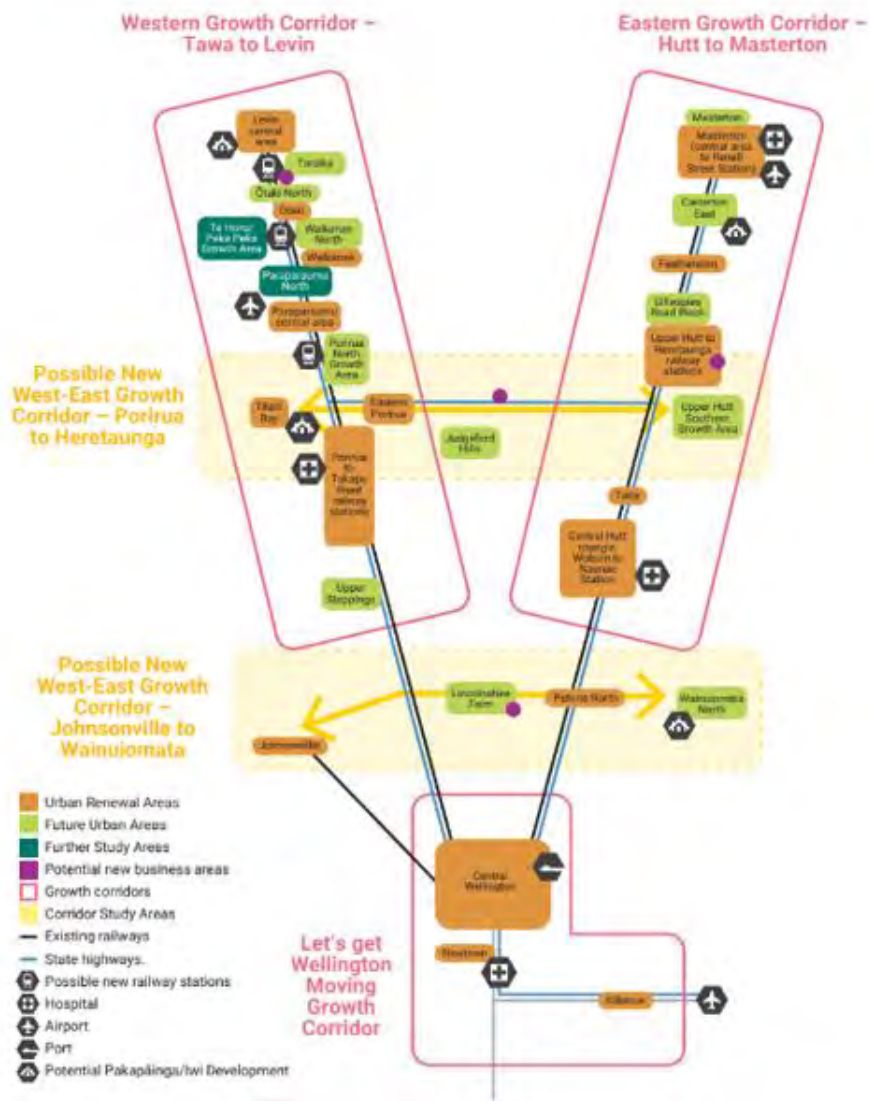 Western Growth Corridor –
Tawa to Levin
Eastern Growth Corridor –
Hutt to Masterton
Levin
central
area
Taraika
Ōtaki North
Ōtaki
Te Horo/
Peka Peka
Growth Area
Waikanae
North
Waikanae
Paraparaumu
North
Paraparaumu
central area
Porirua
North
Growth
Area
Masterton
Masterton
(central area
to Renall
Street Station)
Carterton
East
Featherston
Gillespies
Road Block
Upper Hutt to
Heretaunga
railway
stations
Possible New
West-East Growth
Corridor – Porirua
to Heretaunga
Titahi
Bay
Eastern
Porirua
Judgeford
Hills
Upper Hutt
Southern
Growth Area
Porirua
to
Takapu
Road
railway
stations
Taita
Central Hutt
triangle
Woburn to
Naenae
Station
Upper
Stebbings
Possible New
West-East Growth
Corridor –
Johnsonville to
Wainuiomata
Lincolnshire
Farm
Petone North
Wainuiomata
North
Johnsonville
Urban Renewal Areas
Future Urban Areas
Further Study Areas
Potential new business areas
Growth corridors
Corridor Study Areas
Existing railways
State highways.
Possible new railway stations
Hospital
Airport
Port
Potential Pakapāinga/Iwi Development
Central
Wellington
Let's get
Wellington
Moving
Growth
Corridor
Newtown
Kilbirnie